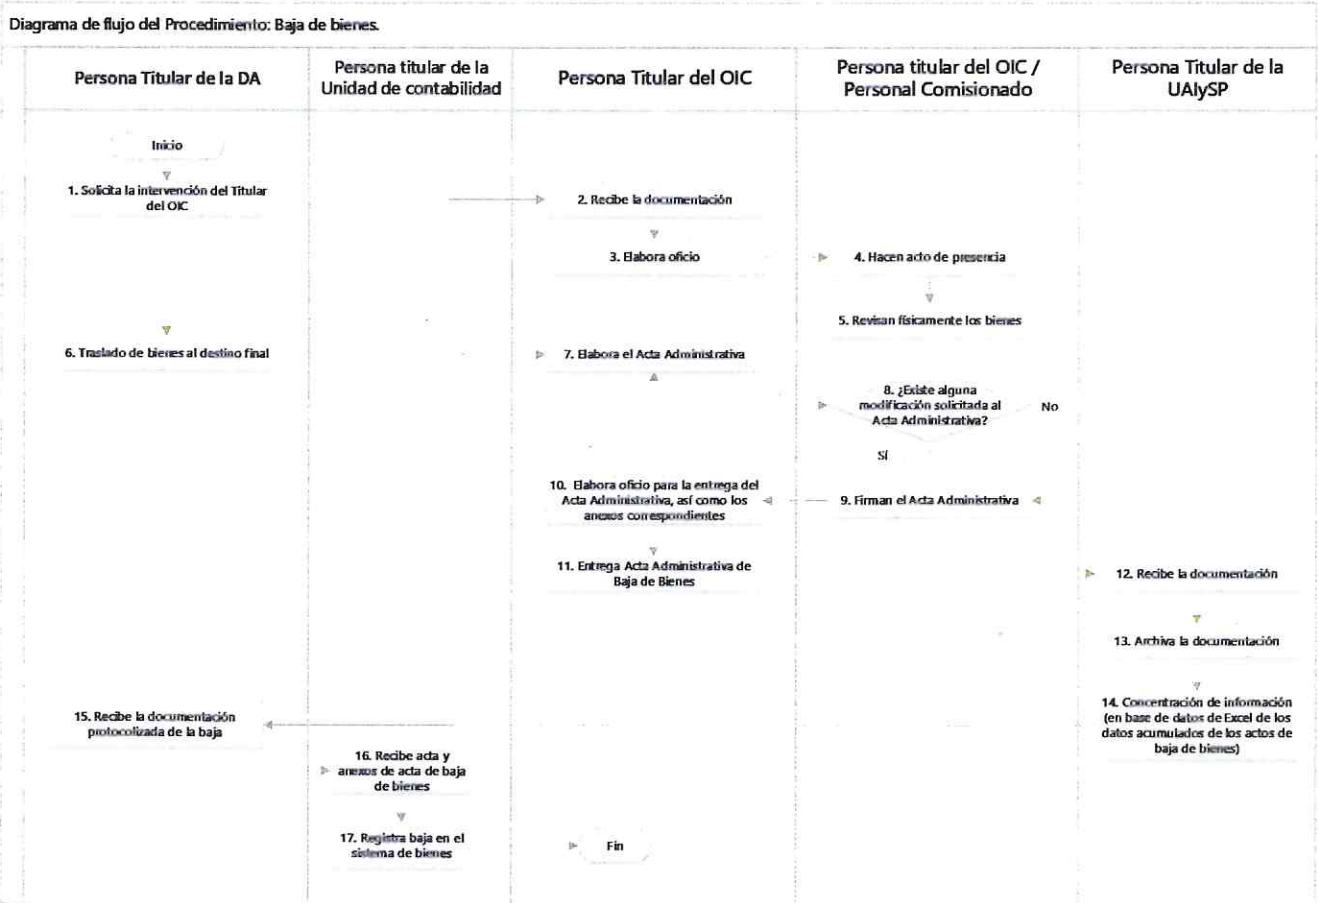 Diagrama de flujo del Procedimiento: Baja de bienes.
Persona Titular de la DA
Persona titular de la
Unidad de contabilidad
Persona Titular del OIC
Persona titular del OIC /
Personal Comisionado
Persona Titular de la
UAIySP
Inicio
1. Solicita la intervención del Titular
del OIC
2. Recibe la documentación
3. Elabora oficio
4. Hacen acto de presencia
5. Revisan físicamente los bienes
6. Traslado de bienes al destino final
7. Elabora el Acta Administrativa
8. ¿Existe alguna
modificación solicitada al
Acta Administrativa?
No
Sí
9. Firman el Acta Administrativa
10. Elabora oficio para la entrega del
Acta Administrativa, así como los
anexos correspondientes
11. Entrega Acta Administrativa de
Baja de Bienes
12. Recibe la documentación
13. Archiva la documentación
14. Concentración de información
(en base de datos de Excel de los
datos acumulados de los actos de
baja de bienes)
15. Recibe la documentación
protocolizada de la baja
16. Recibe acta y
anexos de acta de baja
de bienes
17. Registra baja en el
sistema de bienes
Fin